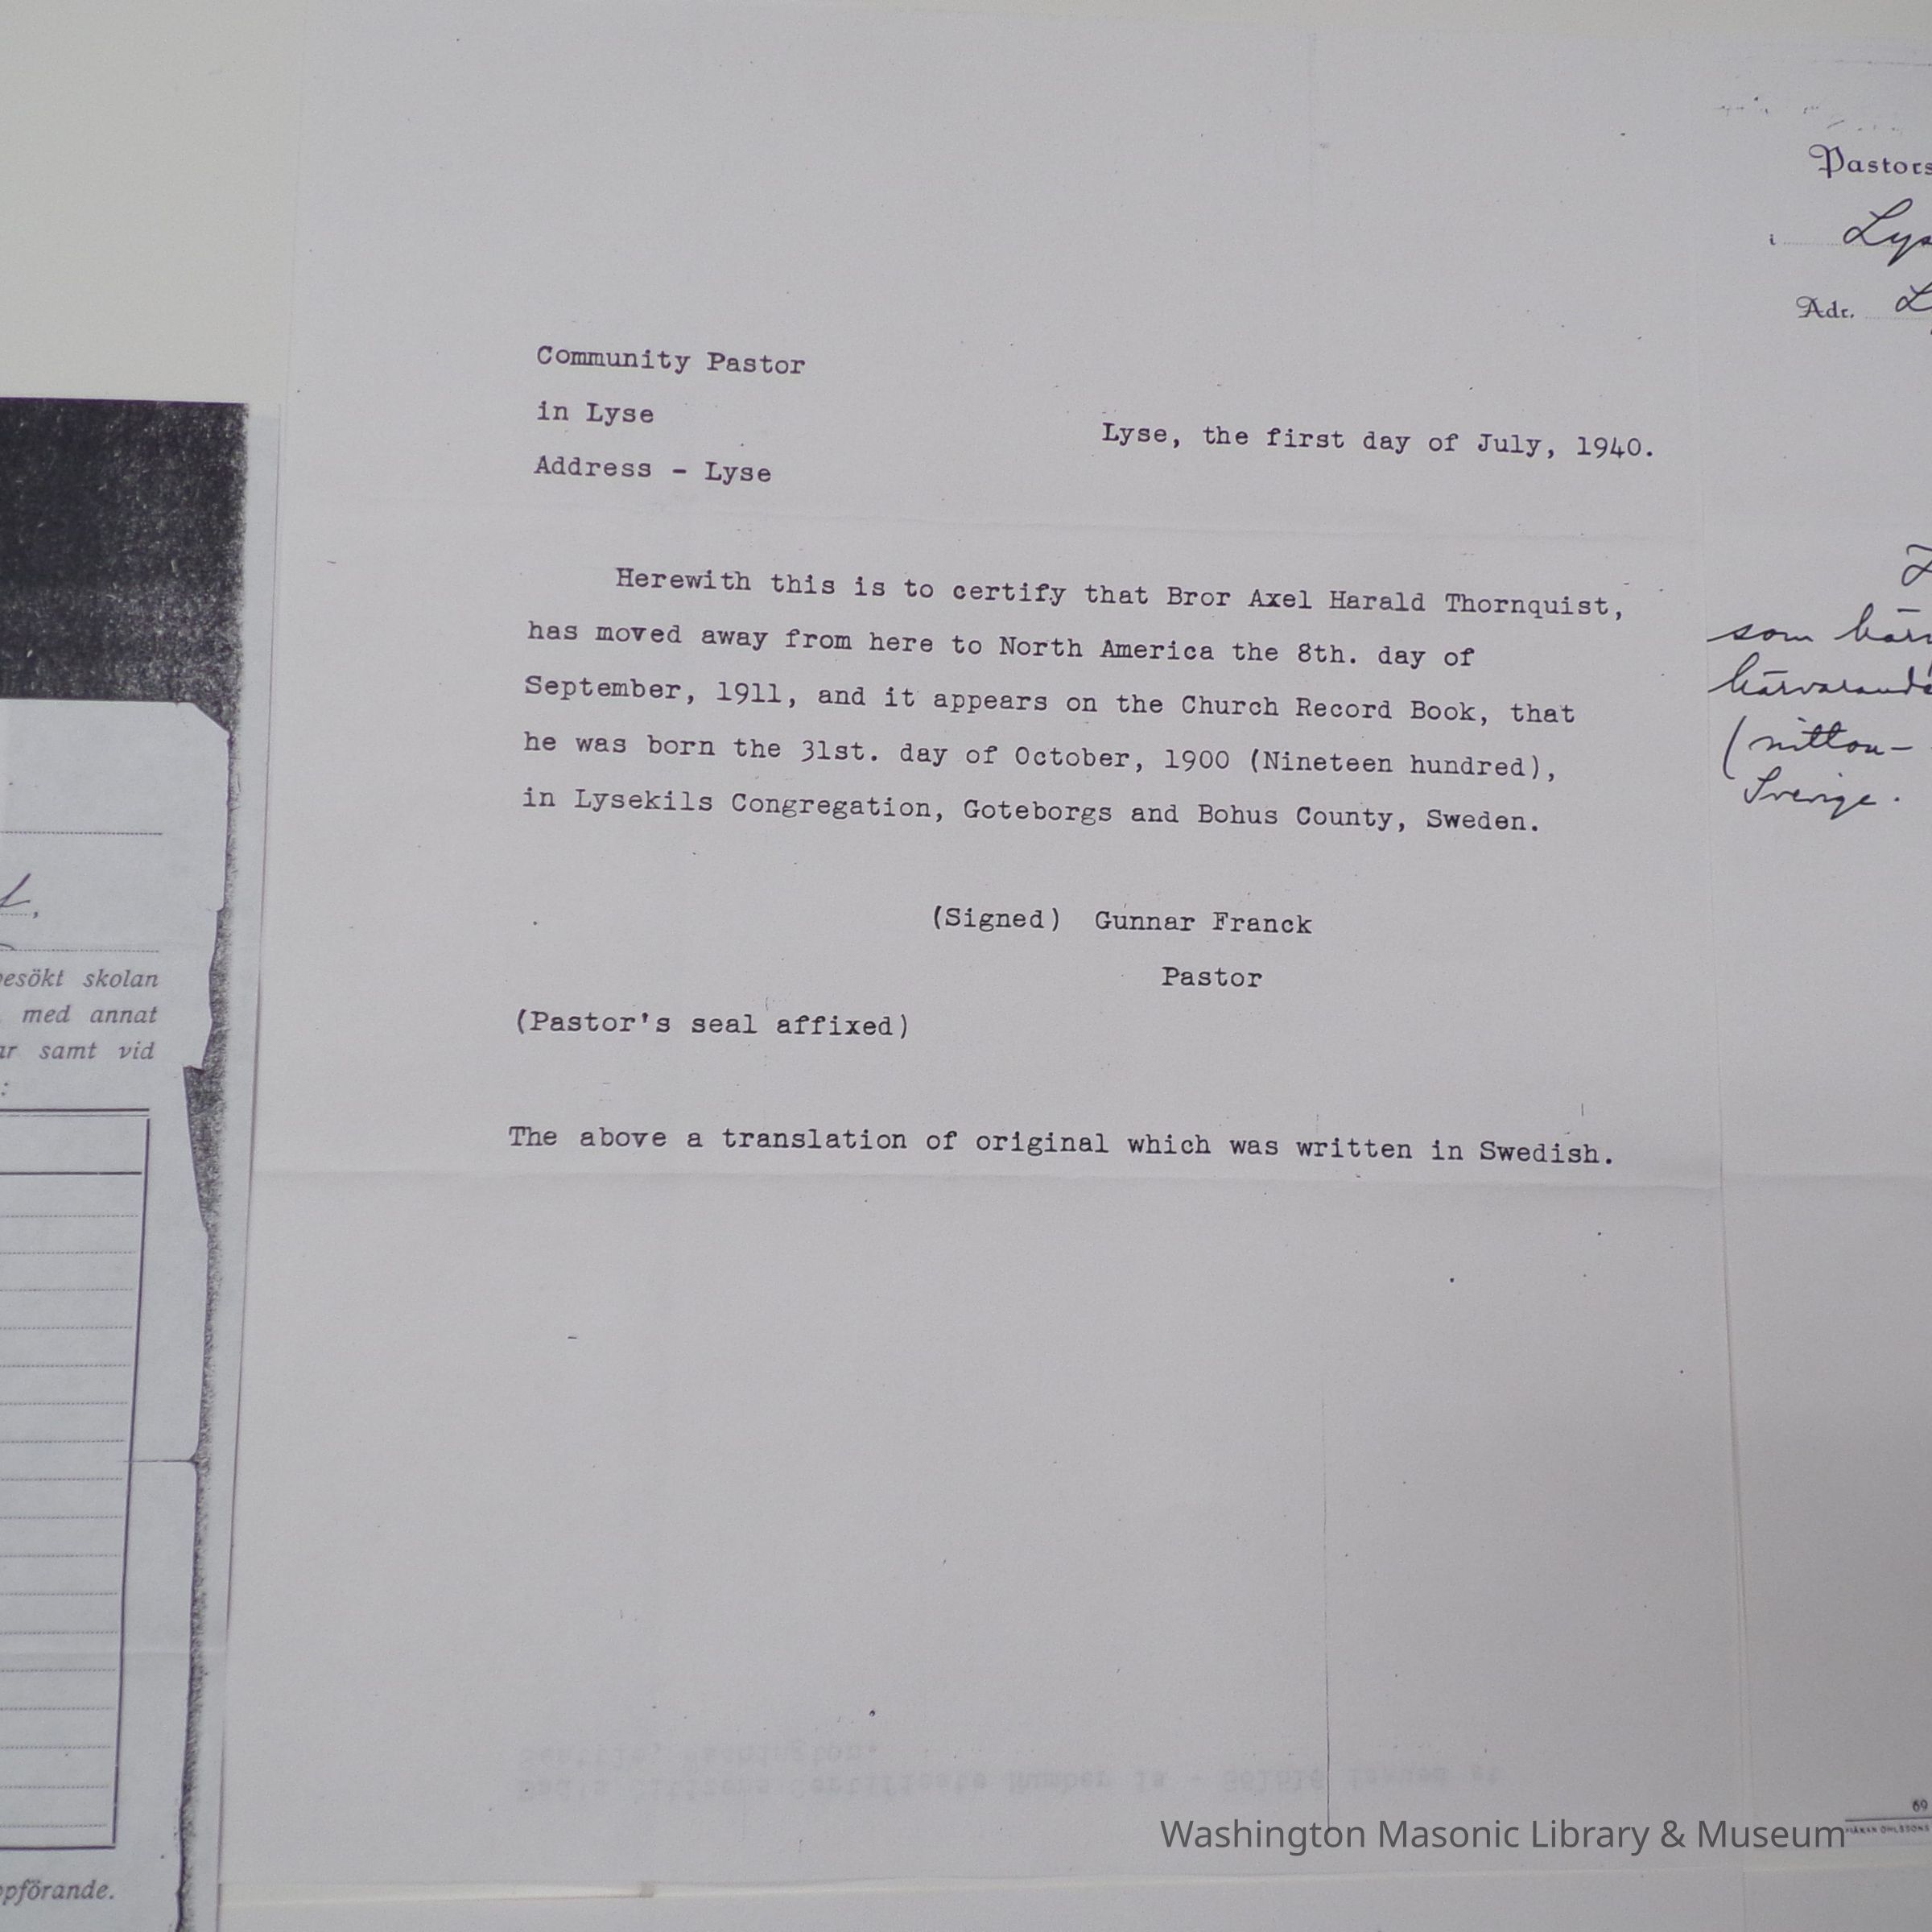 Community Pastor
in Lyse
Address - Lyse
Lyse, the first day of July, 1940.
Herewith this is to certify that Bror Axel Harald Thornquist,
has moved away from here to North America the 8th. day of
September, 1911, and it appears on the Church Record Book, that
he was born the 31st. day of October, 1900 (Nineteen hundred),
in Lysekils Congregation, Goteborgs and Bohus County, Sweden.
(Signed) Gunnar Franck
Pastor
(Pastor's seal affixed)
The above a translation of original which was written in Swedish.
skolan
med annat
samt vid
:
i
Adr.
som
(nitton-
Sverige.
69
Washington Masonic Library & Museum